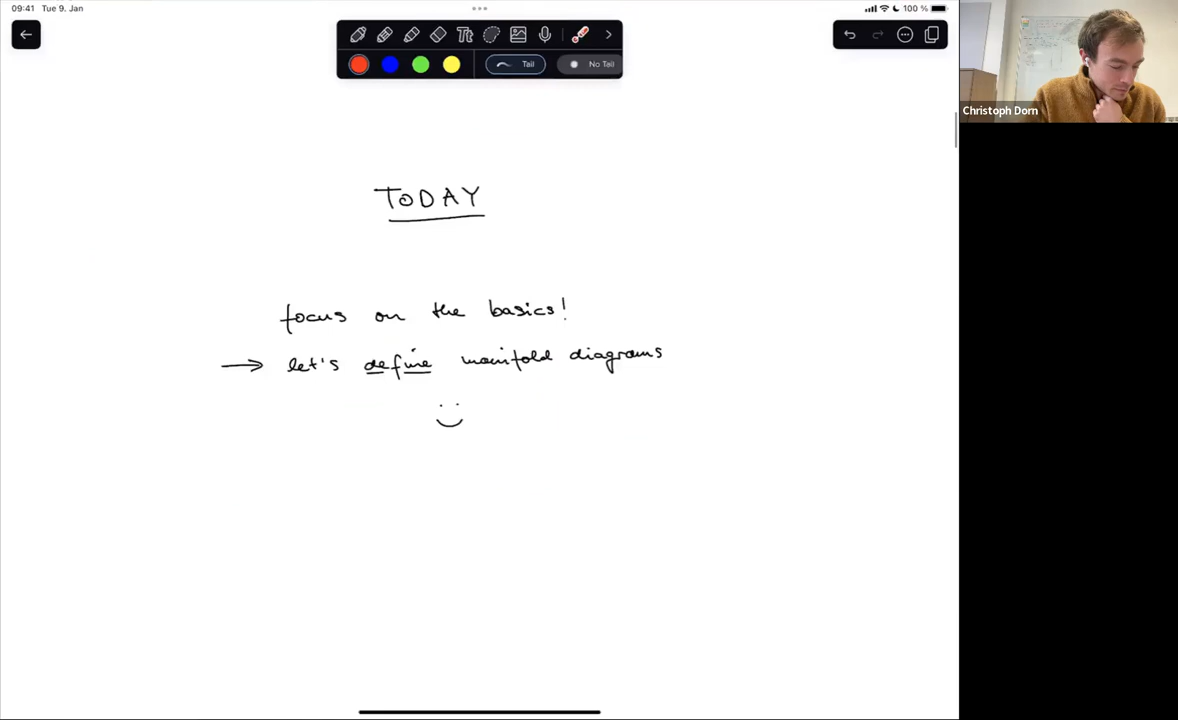 09:41 Tue 9. Jan
100 %
Tt
Tail
No Tail
Christoph Dorn
TODAY
focus on the basics!
→ let's define manifold diagrams